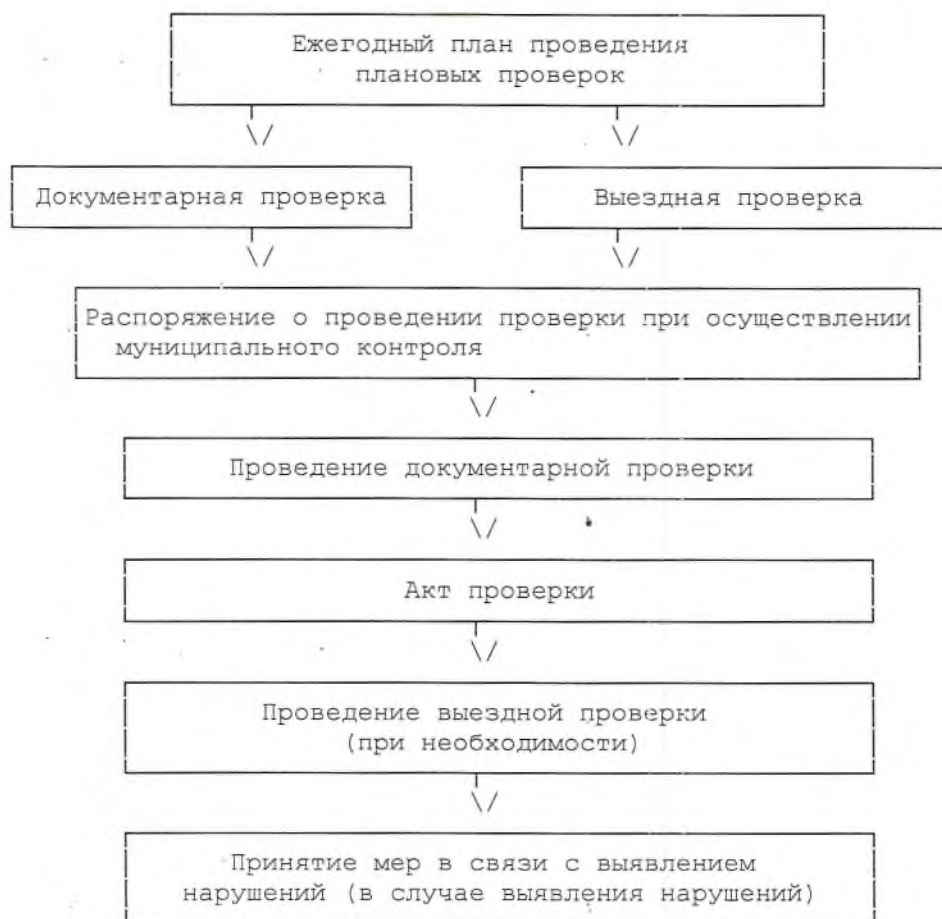 Ежегодный план проведения
плановых проверок
Документарная проверка
Выездная проверка
Распоряжение о проведении проверки при осуществлении
муниципального контроля
Проведение документарной проверки
Акт проверки
Проведение выездной проверки
(при необходимости)
Принятие мер в связи с выявлением
нарушений (в случае выявления нарушений)